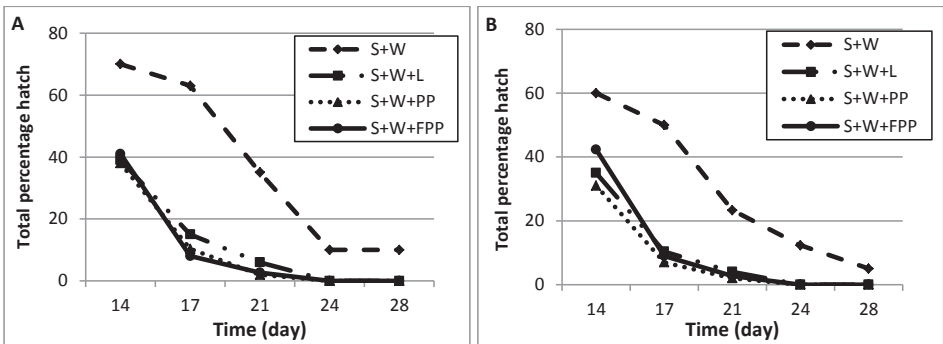 A
Total percentage hatch
80
60
40
20
0
S+W
S+W+L
S+W+PP
S+W+FPP
14 17 21 24 28
Time (day)
B
Total percentage hatch
80
60
40
20
0
S+W
S+W+L
S+W+PP
S+W+FPP
14 17 21 24 28
Time (day)